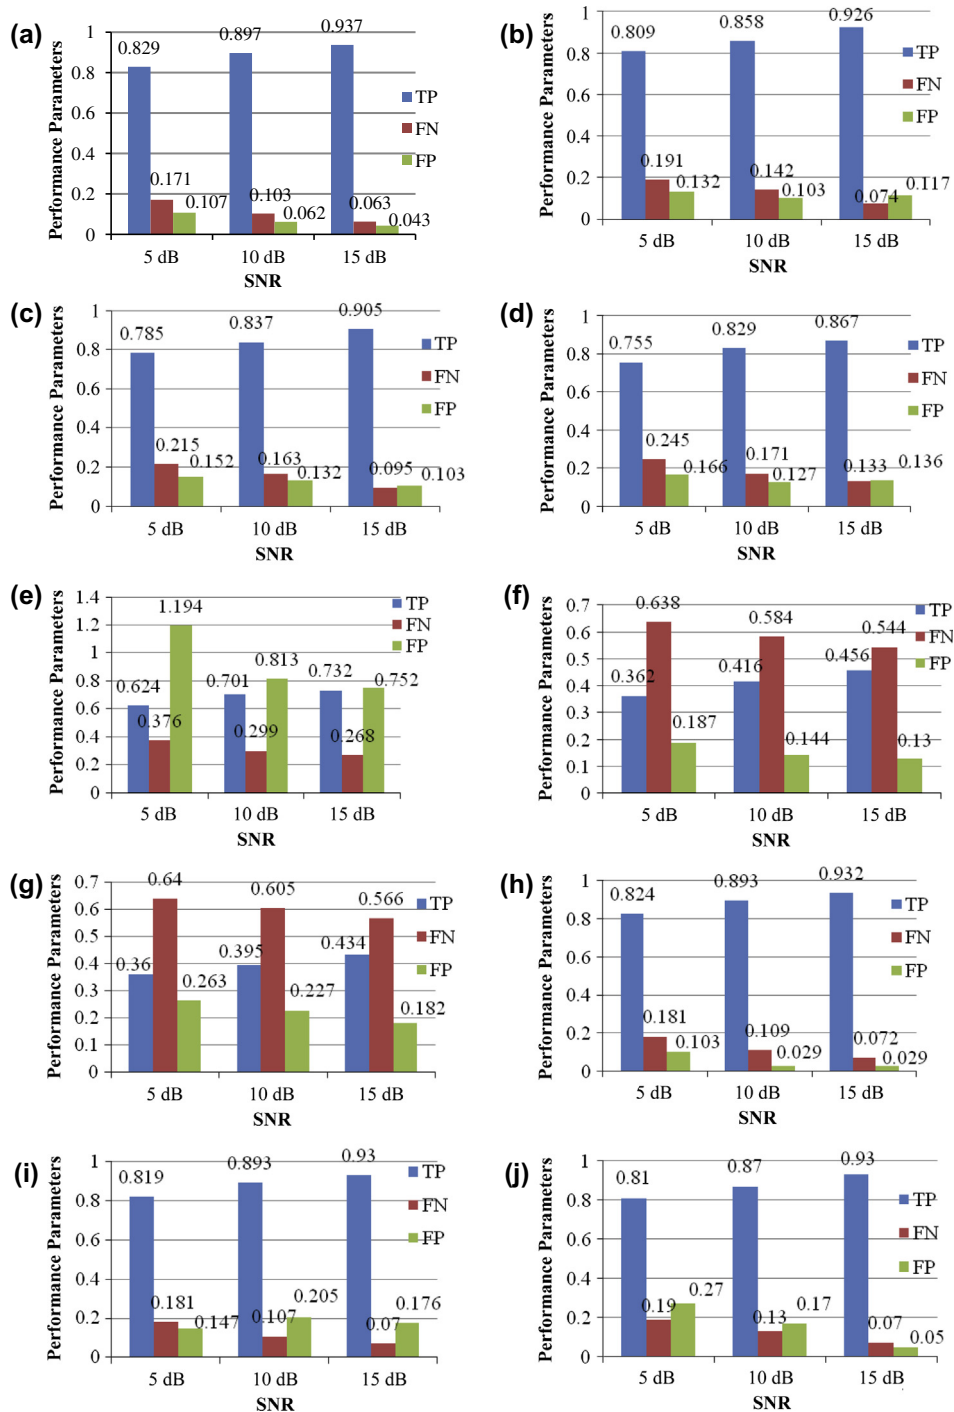 (a)
Performance Parameters
1
0.8
0.6
0.4
0.2
0
0.829
0.897
0.937
0.171
0.107
0.103
0.062
0.063
0.043
TP
FN
FP
5 dB
10 dB
15 dB
SNR
(b)
Performance Parameters
1
0.8
0.6
0.4
0.2
0
0.809
0.858
0.926
0.191
0.132
0.142
0.103
0.074
0.117
TP
FN
FP
5 dB
10 dB
15 dB
SNR
(c)
Performance Parameters
1
0.8
0.6
0.4
0.2
0
0.785
0.837
0.905
0.215
0.152
0.163
0.132
0.095
0.103
TP
FN
FP
5 dB
10 dB
15 dB
SNR
(d)
Performance Parameters
1
0.8
0.6
0.4
0.2
0
0.755
0.829
0.867
0.245
0.166
0.171
0.127
0.133
0.136
TP
FN
FP
5 dB
10 dB
15 dB
SNR
(e)
Performance Parameters
1.4
1.2
1
0.8
0.6
0.4
0.2
0
1.194
0.624
0.376
0.701
0.813
0.299
0.732
0.752
0.268
TP
FN
FP
5 dB
10 dB
15 dB
SNR
(f)
Performance Parameters
0.7
0.6
0.5
0.4
0.3
0.2
0.1
0
0.638
0.362
0.187
0.584
0.416
0.144
0.544
0.456
0.13
TP
FN
FP
5 dB
10 dB
15 dB
SNR
(g)
Performance Parameters
0.7
0.6
0.5
0.4
0.3
0.2
0.1
0
0.64
0.36
0.263
0.605
0.395
0.227
0.566
0.434
0.182
TP
FN
FP
5 dB
10 dB
15 dB
SNR
(h)
Performance Parameters
1
0.8
0.6
0.4
0.2
0
0.824
0.893
0.932
0.181
0.103
0.109
0.029
0.072
0.029
TP
FN
FP
5 dB
10 dB
15 dB
SNR
(i)
Performance Parameters
1
0.8
0.6
0.4
0.2
0
0.819
0.893
0.93
0.181
0.147
0.107
0.205
0.07
0.176
TP
FN
FP
5 dB
10 dB
15 dB
SNR
(j)
Performance Parameters
1
0.8
0.6
0.4
0.2
0
0.81
0.87
0.93
0.19
0.27
0.13
0.17
0.07
0.05
TP
FN
FP
5 dB
10 dB
15 dB
SNR